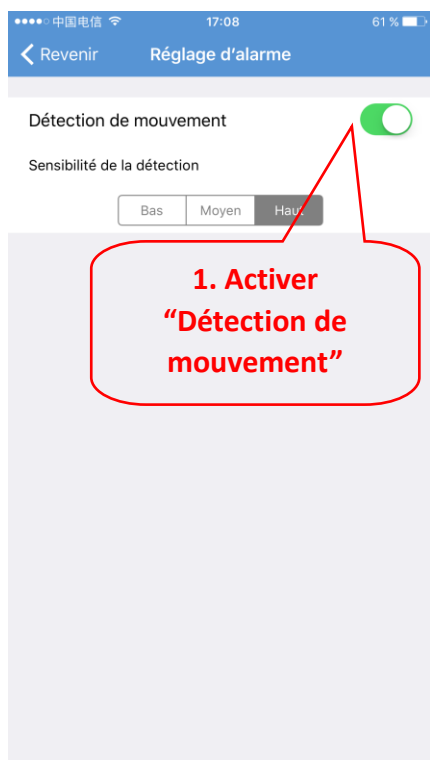 中国电信 17:08 61 %
Revenir Réglage d'alarme
Détection de mouvement
Sensibilité de la détection
Bas Moyen Haut
1. Activer
“Détection de
mouvement”